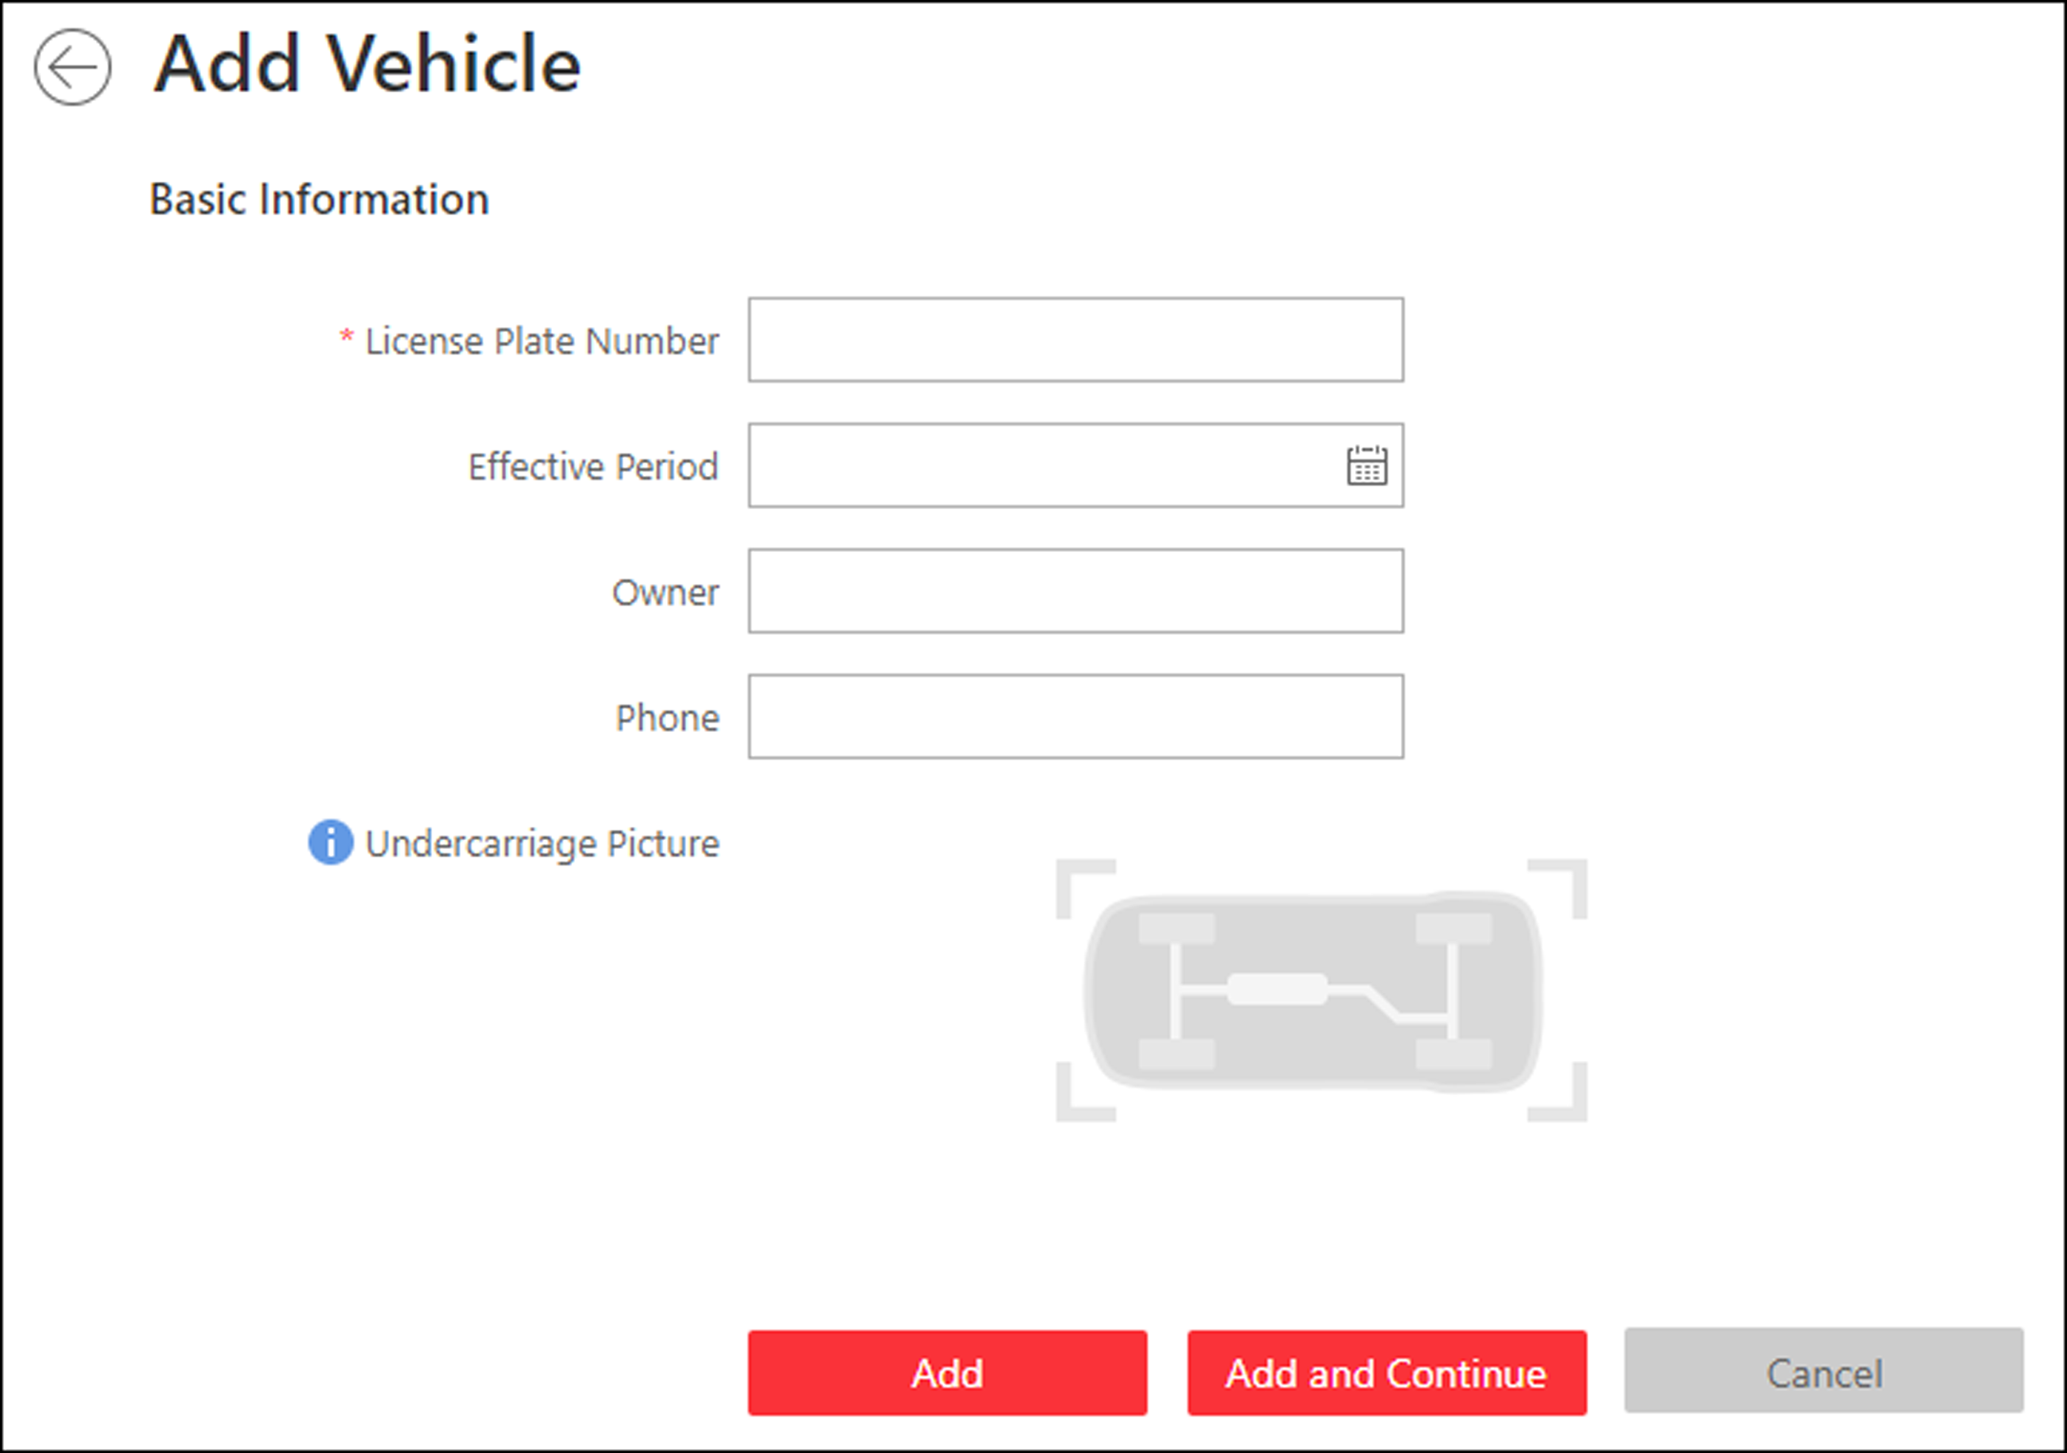 Add Vehicle
Basic Information
* License Plate Number
Effective Period
Owner
Phone
Undercarriage Picture
Add
Add and Continue
Cancel